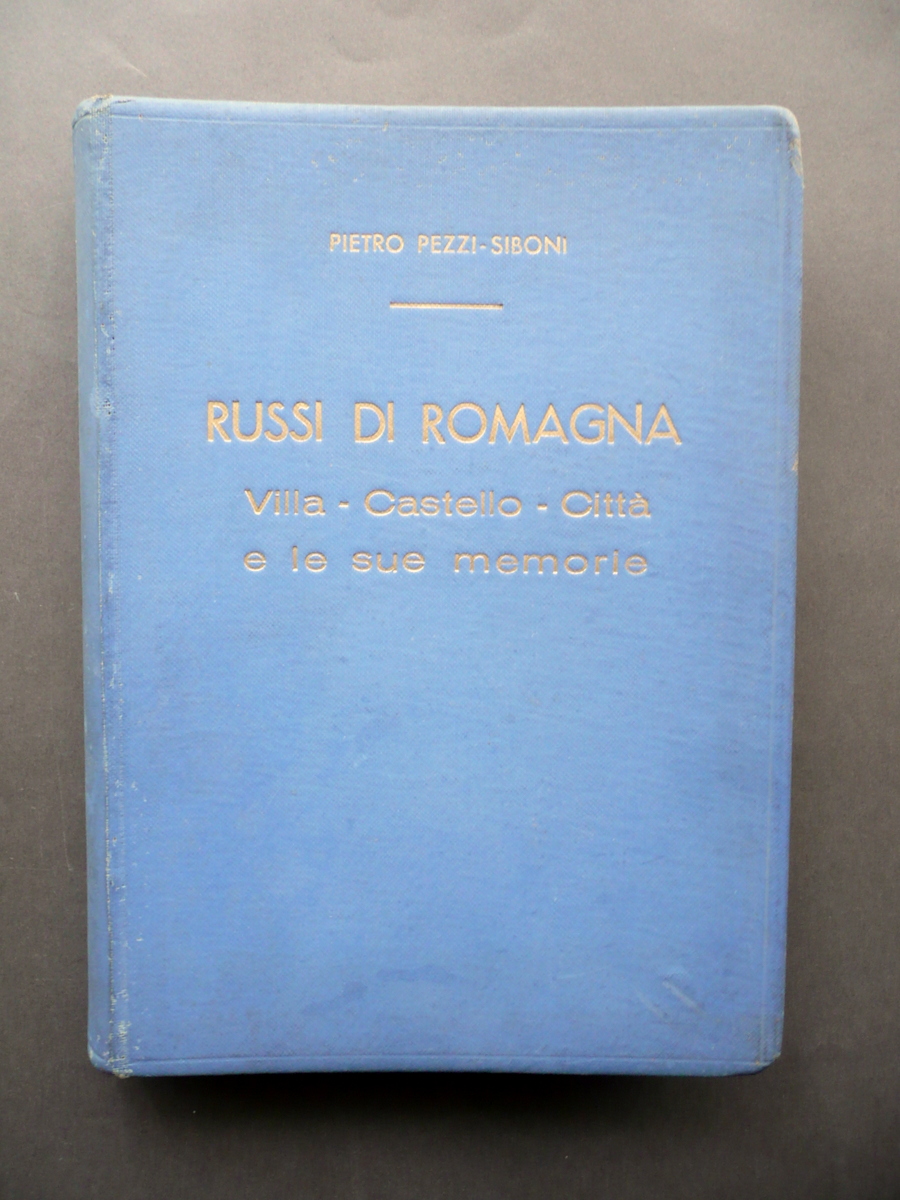 PIETRO PEZZI-SIBONI
RUSSI DI ROMAGNA
Villa - Castello - Città
e le sue memorie